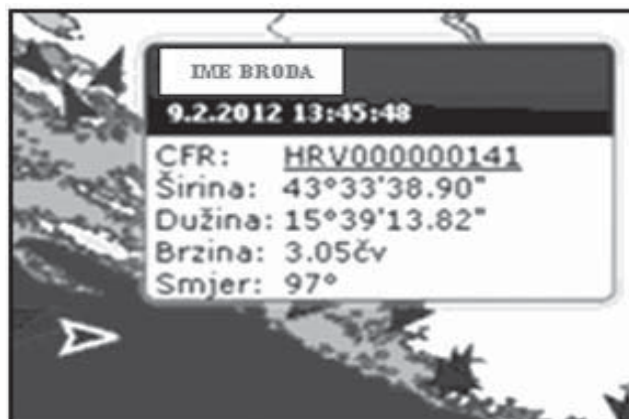 IME BRODA
9.2.2012 13:45:48
CFR: HRV000000141
Širina: 43°33'38.90"
Dužina: 15°39'13.82"
Brzina: 3.05čv
Smjer: 97°